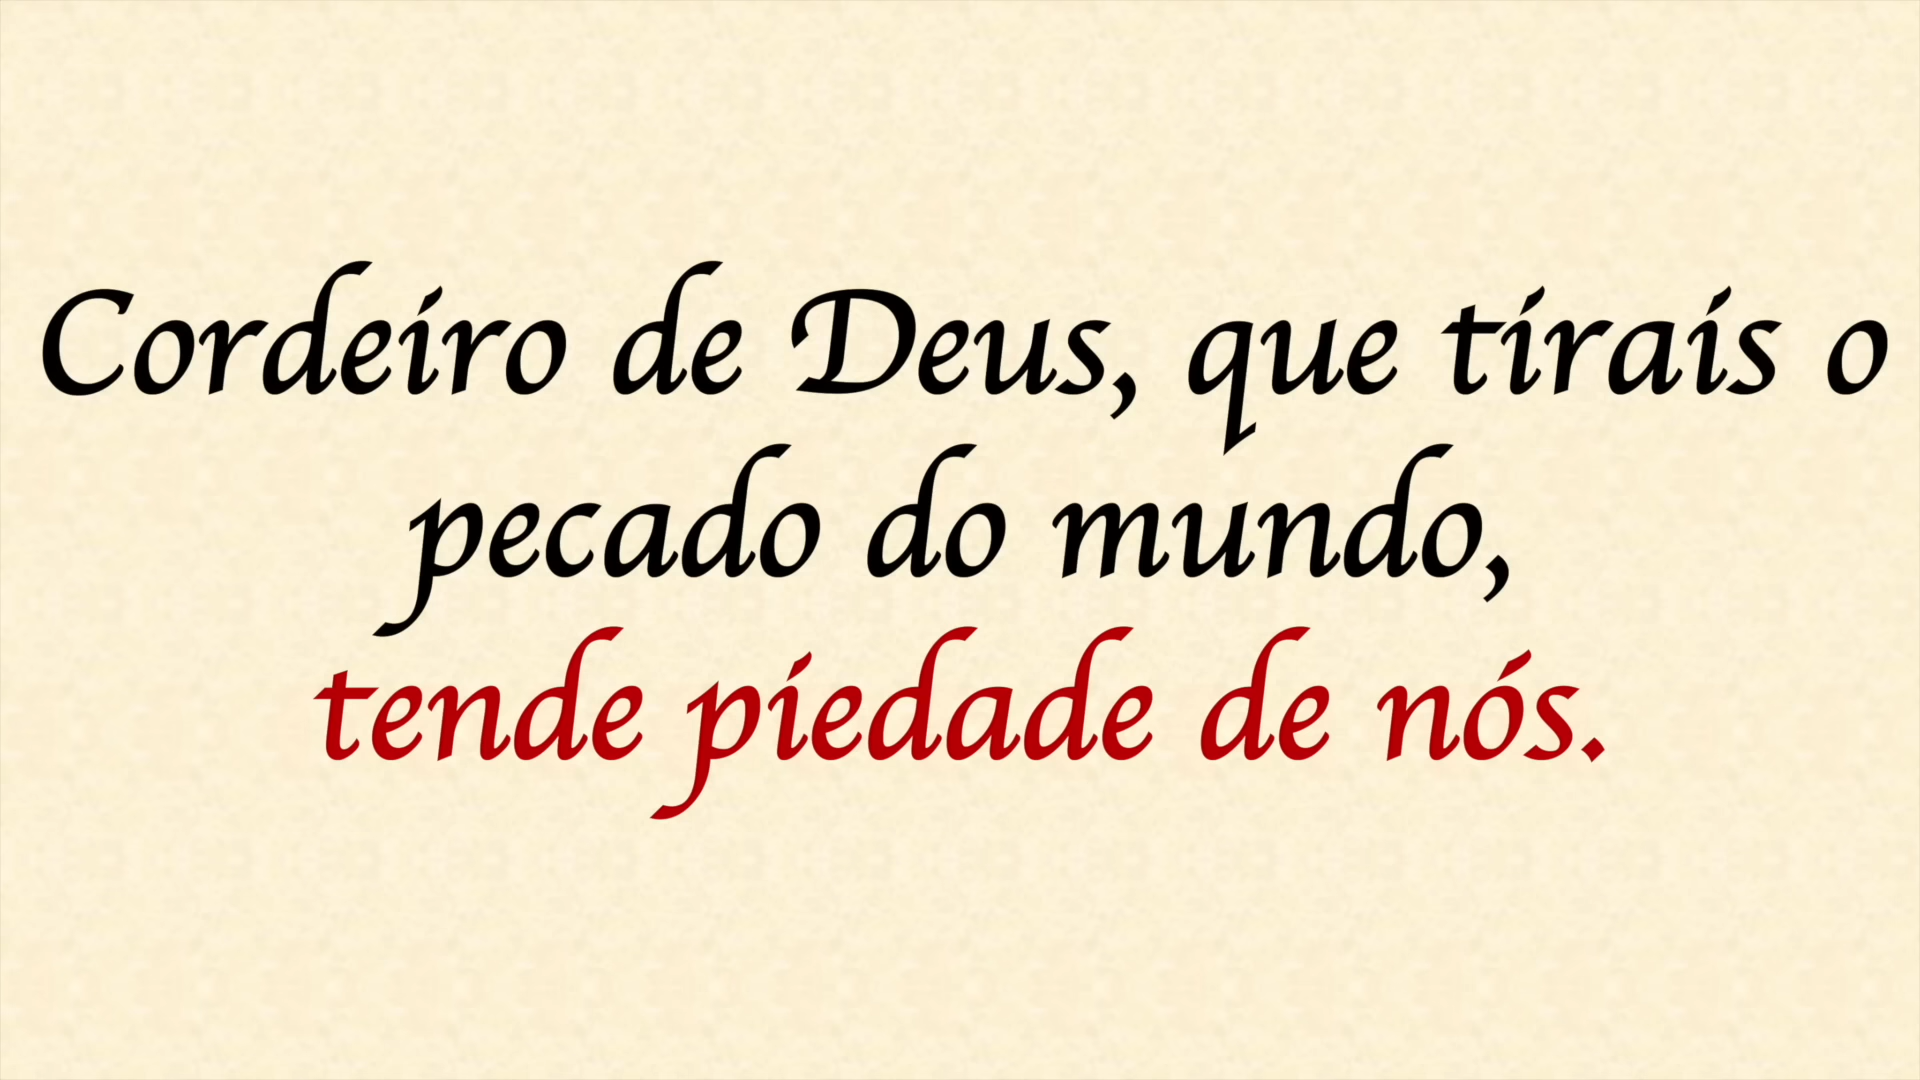 Cordeiro de Deus, que tirais o
pecado do mundo,
tende piedade de nós.